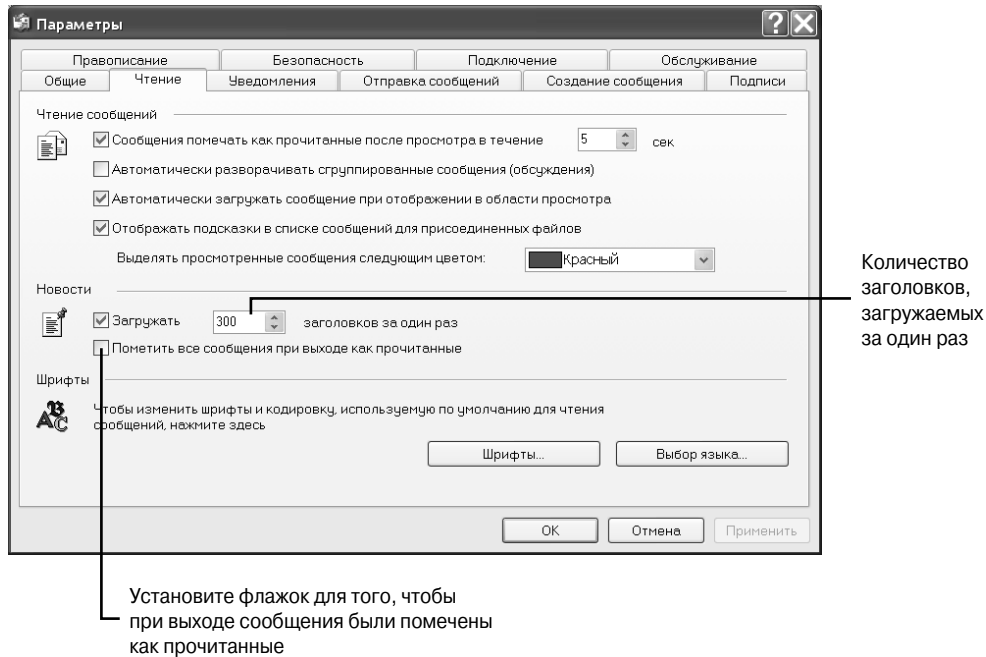 Параметры
Правописание Безопасность Подключение Обслуживание
Общие Чтение Уведомления Отправка сообщений Создание сообщения Подписи
Чтение сообщений
Сообщения помечать как прочитанные после просмотра в течение 5 сек
Автоматически разворачивать сгруппированные сообщения (обсуждения)
Автоматически загружать сообщение при отображении в области просмотра
Отображать подсказки в списке сообщений для присоединенных файлов
Выделять просмотренные сообщения следующим цветом: Красный
Новости
Загружать 300 заголовков за один раз
Пометить все сообщения при выходе как прочитанные
Шрифты
Чтобы изменить шрифты и кодировку, используемую по умолчанию для чтения
сообщений, нажмите здесь
Шрифты... Выбор языка...
OK Отмена Применить
Количество
заголовков,
загружаемых
за один раз
Установите флажок для того, чтобы
при выходе сообщения были помечены
как прочитанные